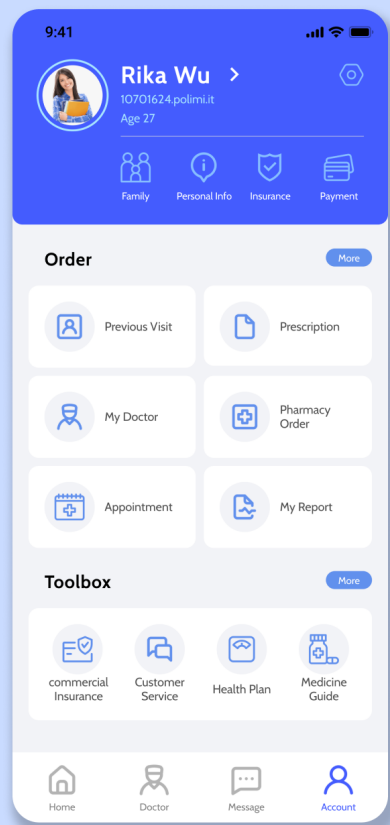 9:41
Rika Wu
10701624.polimi.it
Age 27
Family
Personal Info
Insurance
Payment
Order
More
Previous Visit
Prescription
My Doctor
Pharmacy
Order
Appointment
My Report
Toolbox
More
commercial
Insurance
Customer
Service
Health Plan
Medicine
Guide
Home
Doctor
Message
Account